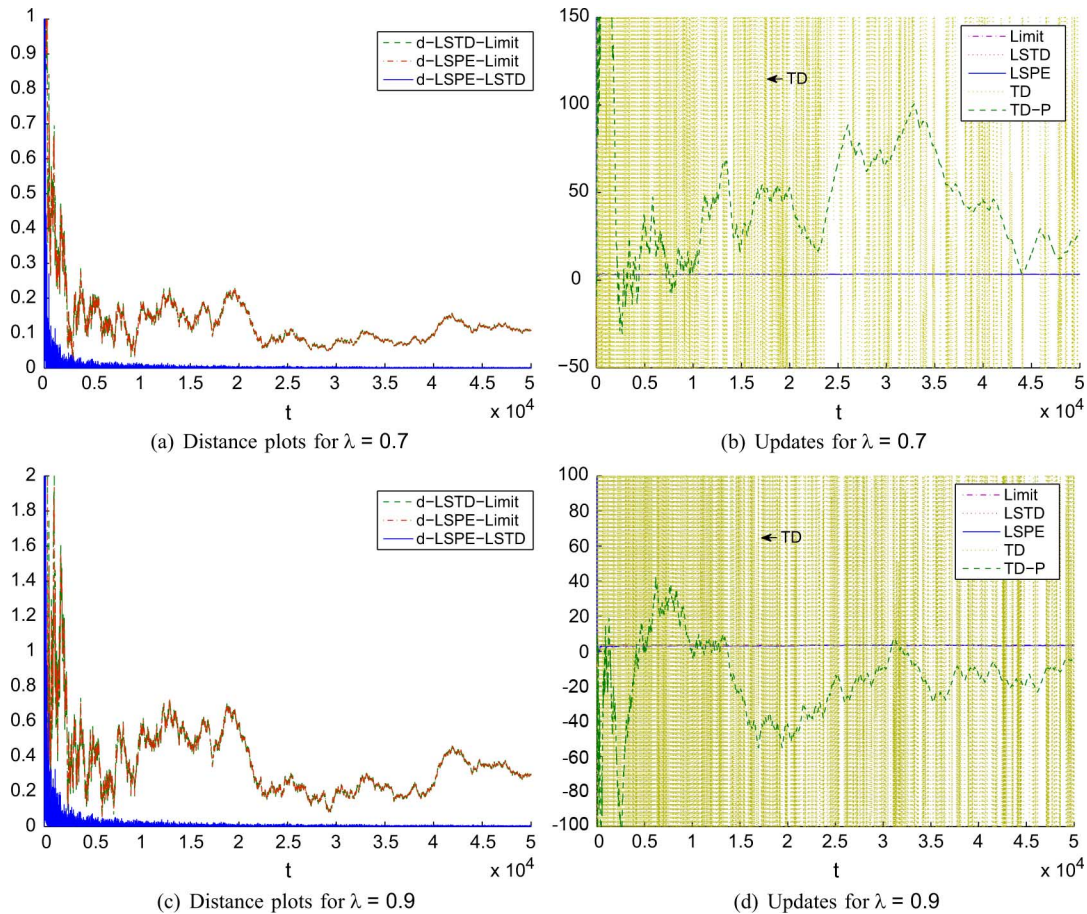 1
0.9
0.8
0.7
0.6
0.5
0.4
0.3
0.2
0.1
0
d-LSTD-Limit
d-LSPE-Limit
d-LSPE-LSTD
0 0.5 1 1.5 2 2.5 3 3.5 4 4.5 5
t
x 10^4
(a) Distance plots for λ = 0.7
150
100
50
0
−50
TD
Limit
LSTD
LSPE
TD
TD-P
0 0.5 1 1.5 2 2.5 3 3.5 4 4.5 5
t
x 10^4
(b) Updates for λ = 0.7
2
1.8
1.6
1.4
1.2
1
0.8
0.6
0.4
0.2
0
d-LSTD-Limit
d-LSPE-Limit
d-LSPE-LSTD
0 0.5 1 1.5 2 2.5 3 3.5 4 4.5 5
t
x 10^4
(c) Distance plots for λ = 0.9
100
80
60
40
20
0
-20
-40
-60
-80
-100
TD
Limit
LSTD
LSPE
TD
TD-P
0 0.5 1 1.5 2 2.5 3 3.5 4 4.5 5
t
x 10^4
(d) Updates for λ = 0.9